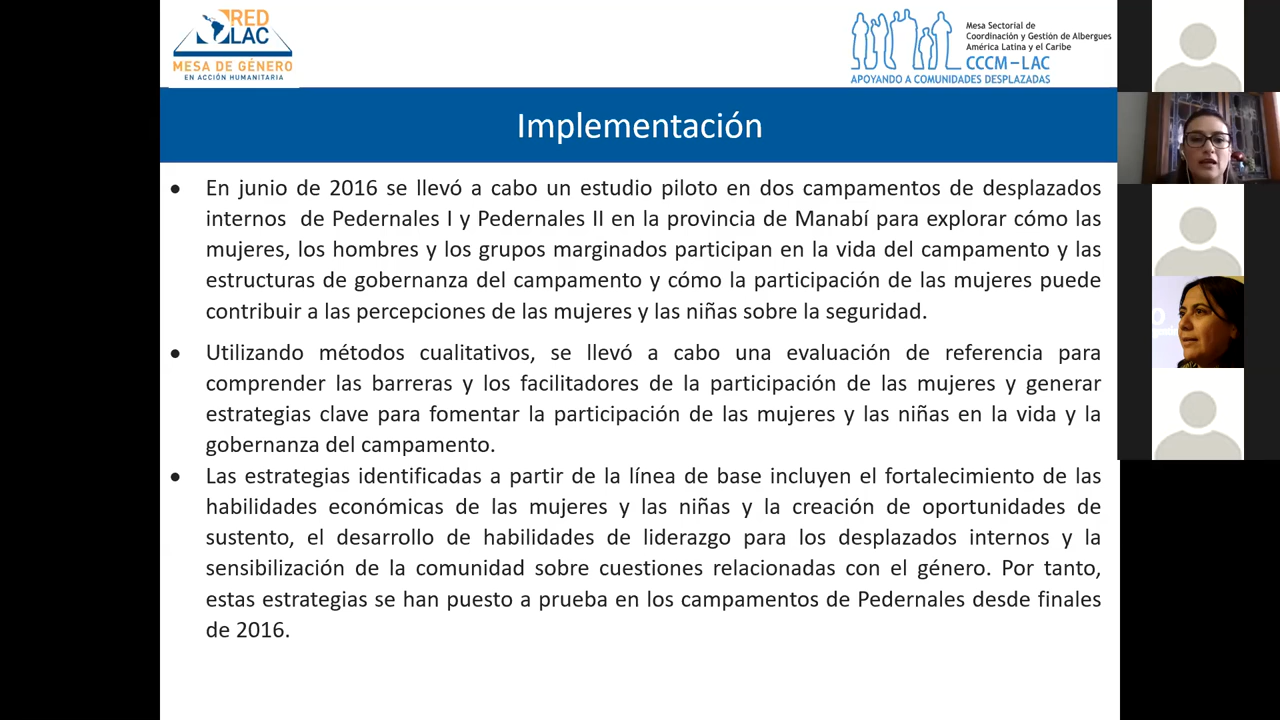 RED
LAC
MESA DE GÉNERO
EN ACCIÓN HUMANITARIA
Mesa Sectorial de
Coordinación y Gestión de Albergues
América Latina y el Caribe
CCCM-LAC
APOYANDO A COMUNIDADES DESPLAZADAS
Implementación
• En junio de 2016 se llevó a cabo un estudio piloto en dos campamentos de desplazados
internos de Pedernales I y Pedernales II en la provincia de Manabí para explorar cómo las
mujeres, los hombres y los grupos marginados participan en la vida del campamento y las
estructuras de gobernanza del campamento y cómo la participación de las mujeres puede
contribuir a las percepciones de las mujeres y las niñas sobre la seguridad.
• Utilizando métodos cualitativos, se llevó a cabo una evaluación de referencia para
comprender las barreras y los facilitadores de la participación de las mujeres y generar
estrategias clave para fomentar la participación de las mujeres y las niñas en la vida y la
gobernanza del campamento.
• Las estrategias identificadas a partir de la línea de base incluyen el fortalecimiento de las
habilidades económicas de las mujeres y las niñas y la creación de oportunidades de
sustento, el desarrollo de habilidades de liderazgo para los desplazados internos y la
sensibilización de la comunidad sobre cuestiones relacionadas con el género. Por tanto,
estas estrategias se han puesto a prueba en los campamentos de Pedernales desde finales
de 2016.